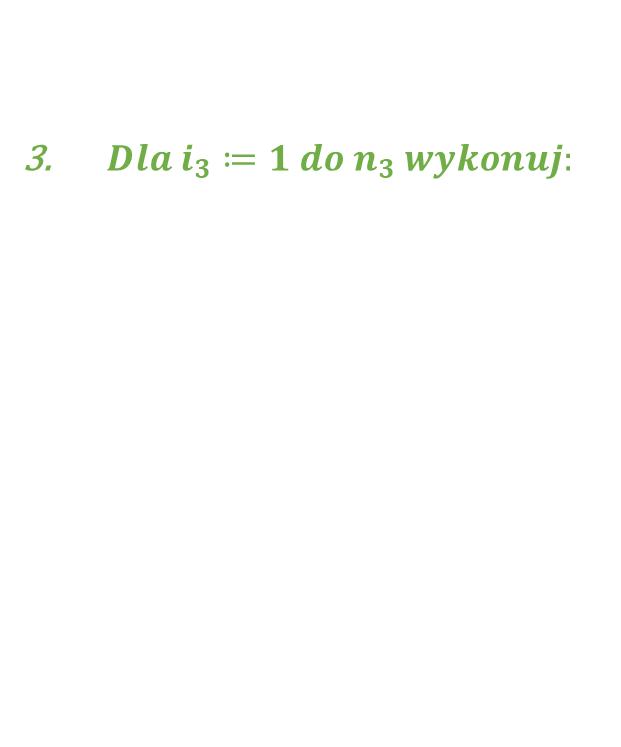 3. Dla i₃ ≔ 1 do n₃ wykonuj: